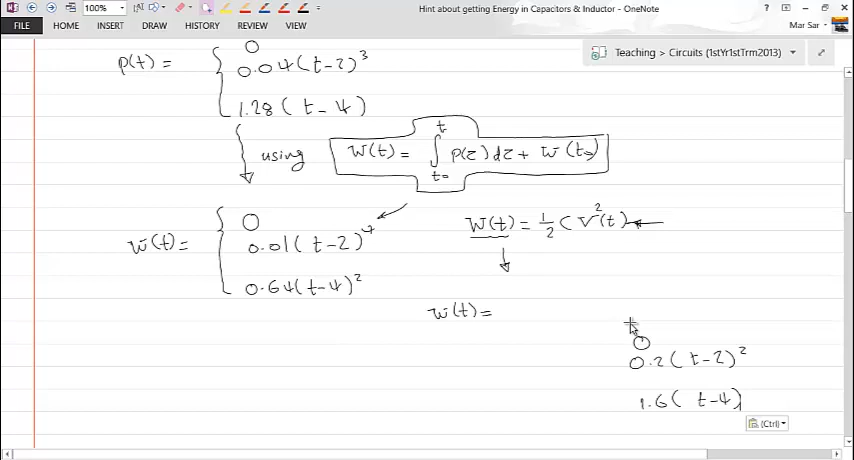 Hint about getting Energy in Capacitors & Inductor - OneNote
100%
FILE HOME INSERT DRAW HISTORY REVIEW VIEW
Mar Sar
Teaching > Circuits (1stYr1stTrm2013)
0
P(t) = 0.04(t-2)³
1.28(t-4)
using W(t) = ∫ P(τ)dτ + W(t₀)
t
t₀
0
W(t) = 0.01(t-2)⁴
0.64(t-4)²
W(t) = 1/2 C V²(t)
W(t) =
0
0.2(t-2)²
1.6(t-4)
(Ctrl)